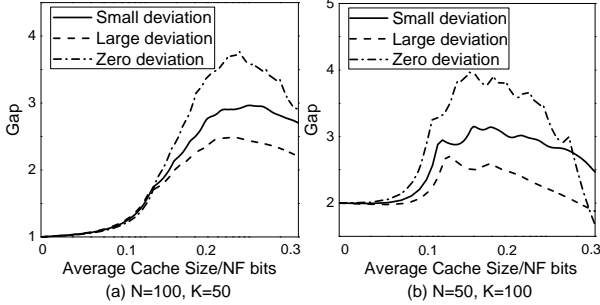 4
Small deviation
Large deviation
Zero deviation
3
Gap
2
1
0 0.1 0.2 0.3
Average Cache Size/NF bits
(a) N=100, K=50
5
Small deviation
Large deviation
Zero deviation
4
Gap
3
2
1
0 0.1 0.2 0.3
Average Cache Size/NF bits
(b) N=50, K=100